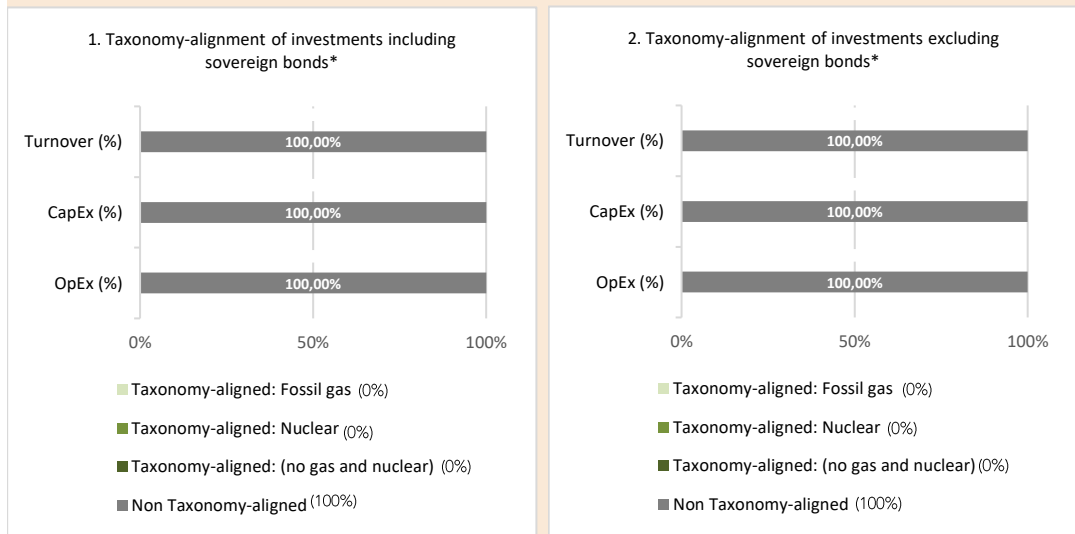 1. Taxonomy-alignment of investments including
sovereign bonds*
Turnover (%)
100,00%
CapEx (%)
100,00%
OpEx (%)
100,00%
0%
50%
100%
Taxonomy-aligned: Fossil gas (0%)
Taxonomy-aligned: Nuclear (0%)
Taxonomy-aligned: (no gas and nuclear) (0%)
Non Taxonomy-aligned (100%)
2. Taxonomy-alignment of investments excluding
sovereign bonds*
Turnover (%)
100,00%
CapEx (%)
100,00%
OpEx (%)
100,00%
0%
50%
100%
Taxonomy-aligned: Fossil gas (0%)
Taxonomy-aligned: Nuclear (0%)
Taxonomy-aligned: (no gas and nuclear) (0%)
Non Taxonomy-aligned (100%)